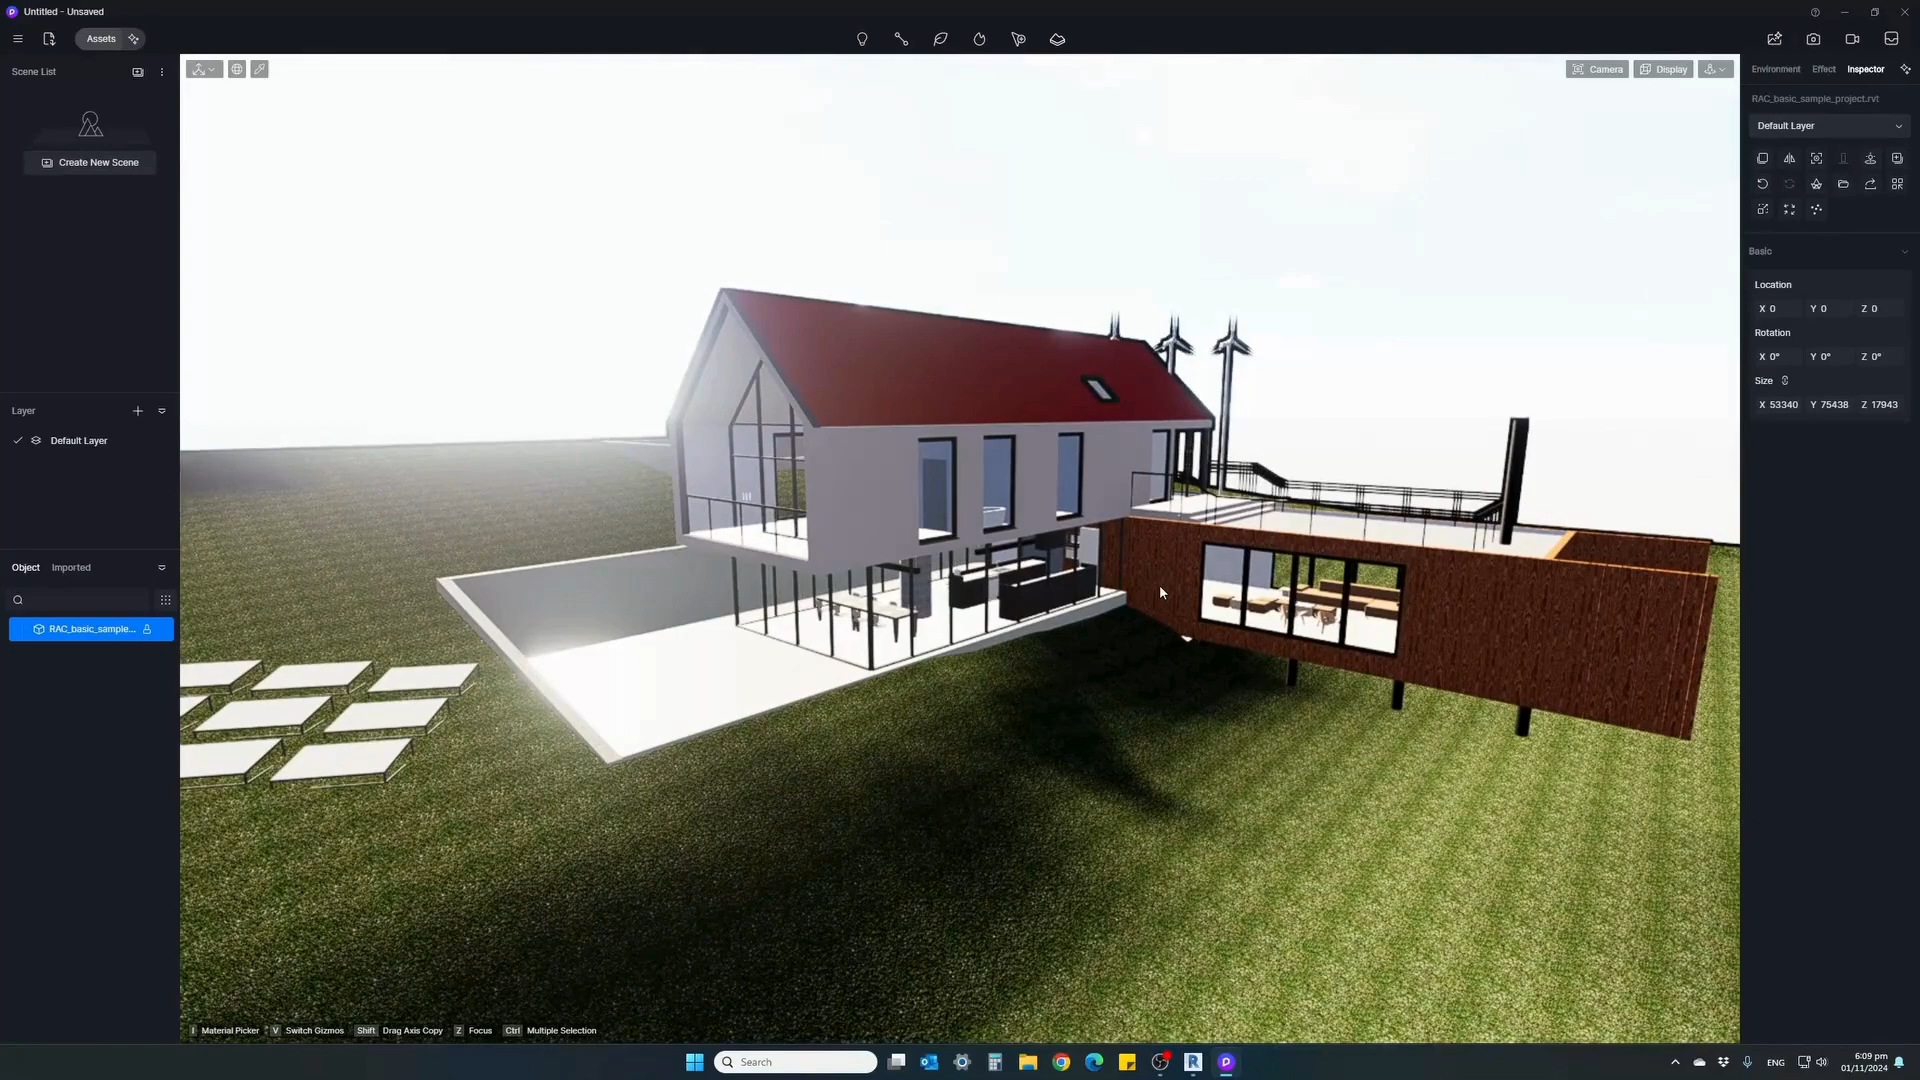 Untitled - Unsaved
Assets
Scene List
Create New Scene
Layer
Default Layer
Object Imported
RAC_basic_sample...
Camera Display
Environment Effect Inspector
RAC_basic_sample_project.rvt
Default Layer
Basic
Location
X 0 Y 0 Z 0
Rotation
X 0° Y 0° Z 0°
Size
X 53340 Y 75438 Z 17943
I Material Picker V Switch Gizmos Shift Drag Axis Copy Z Focus Ctrl Multiple Selection
Search
ENG
6:09 pm
01/11/2024